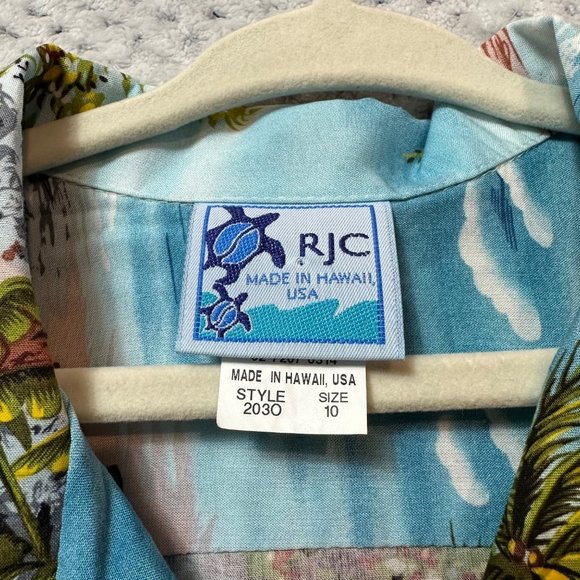 RJC
MADE IN HAWAII,
USA
MADE IN HAWAII, USA
STYLE SIZE
2030 10